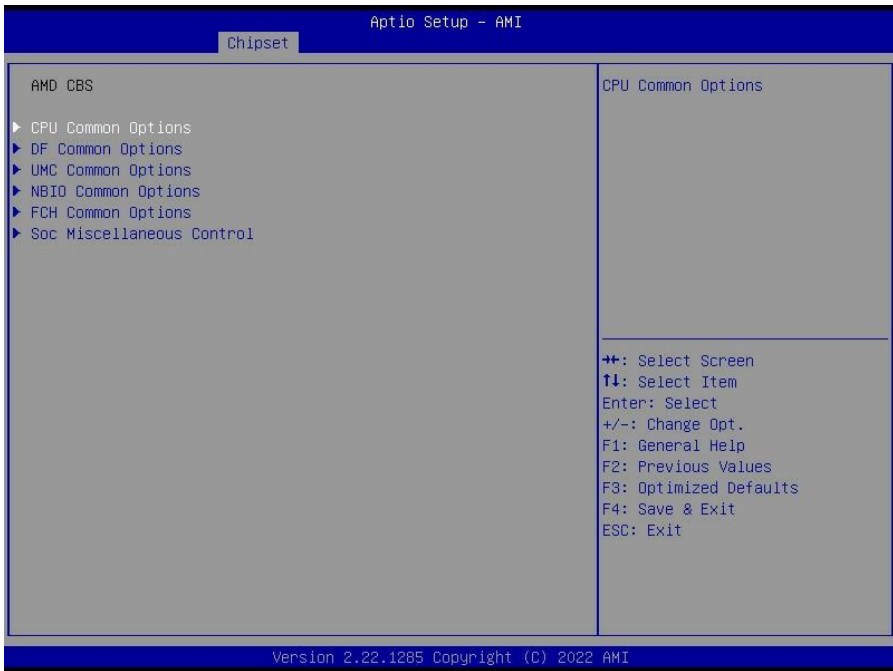 Aptio Setup - AMI
Chipset
AMD CBS
CPU Common Options
DF Common Options
UMC Common Options
NBIO Common Options
FCH Common Options
Soc Miscellaneous Control
CPU Common Options
→←: Select Screen
↑↓: Select Item
Enter: Select
+/-: Change Opt.
F1: General Help
F2: Previous Values
F3: Optimized Defaults
F4: Save & Exit
ESC: Exit
Version 2.22.1285 Copyright (C) 2022 AMI